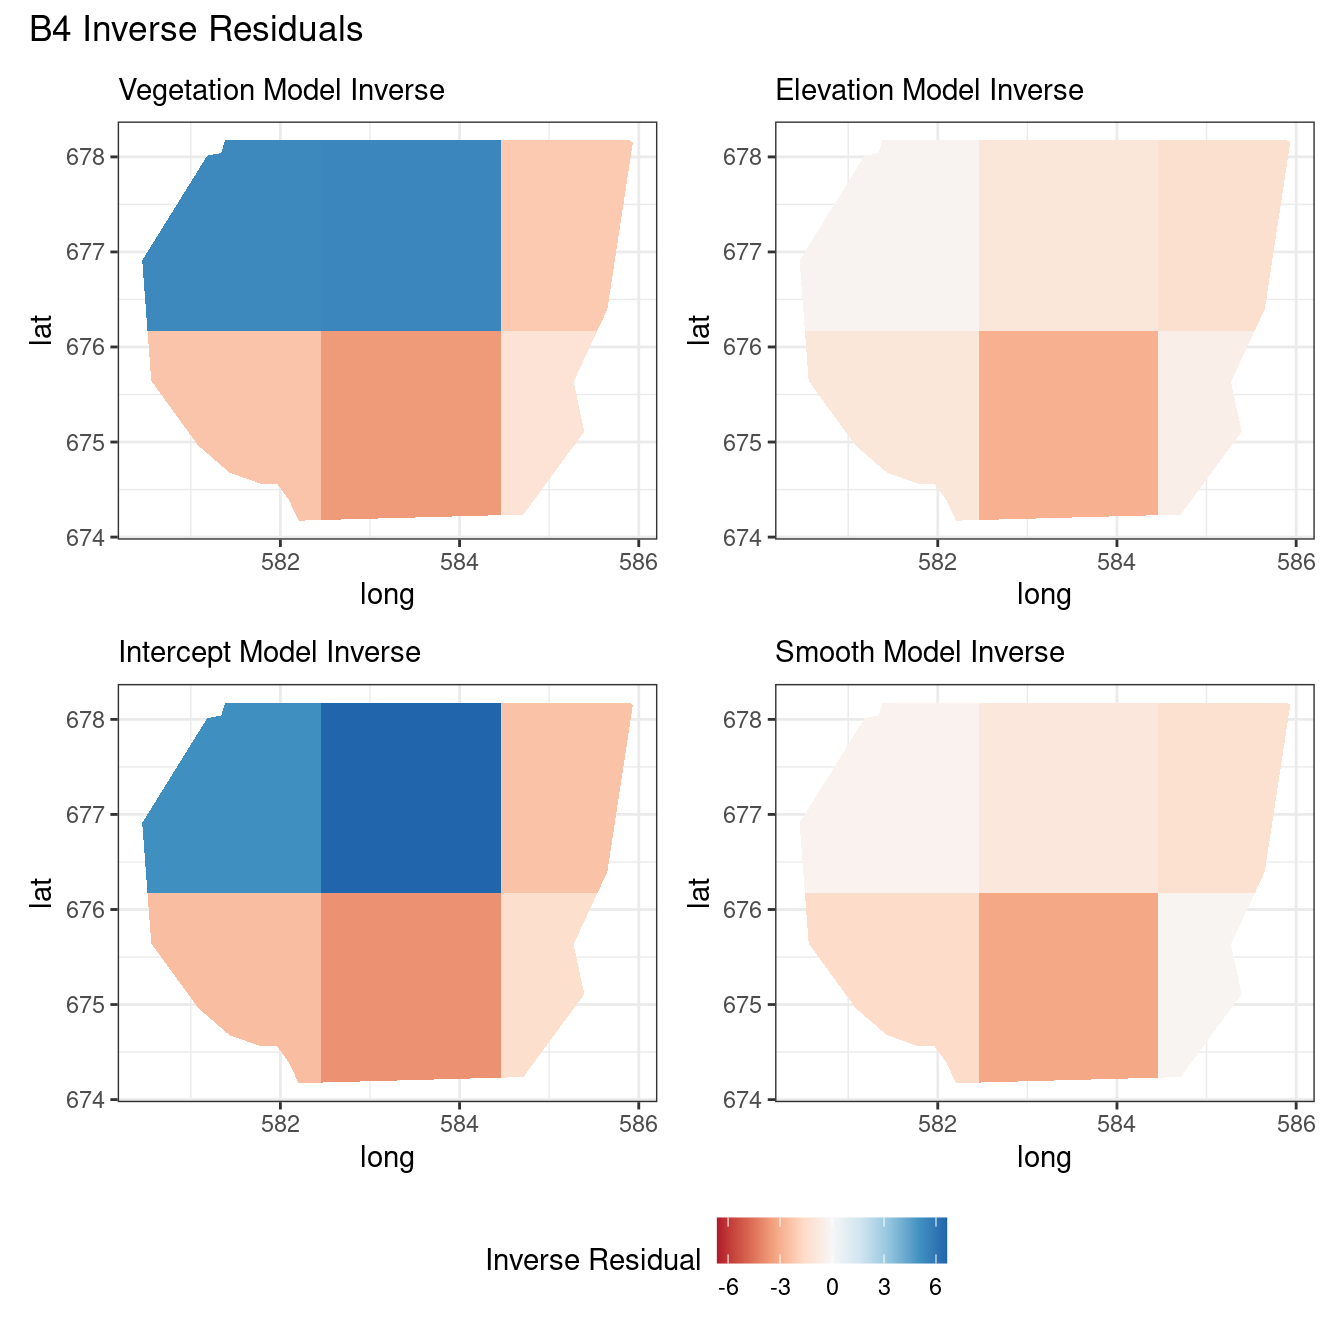 B4 Inverse Residuals
Vegetation Model Inverse
678
677
676
675
674
lat
582 584 586
long
Elevation Model Inverse
678
677
676
675
674
lat
582 584 586
long
Intercept Model Inverse
678
677
676
675
674
lat
582 584 586
long
Smooth Model Inverse
678
677
676
675
674
lat
582 584 586
long
Inverse Residual
-6 -3 0 3 6